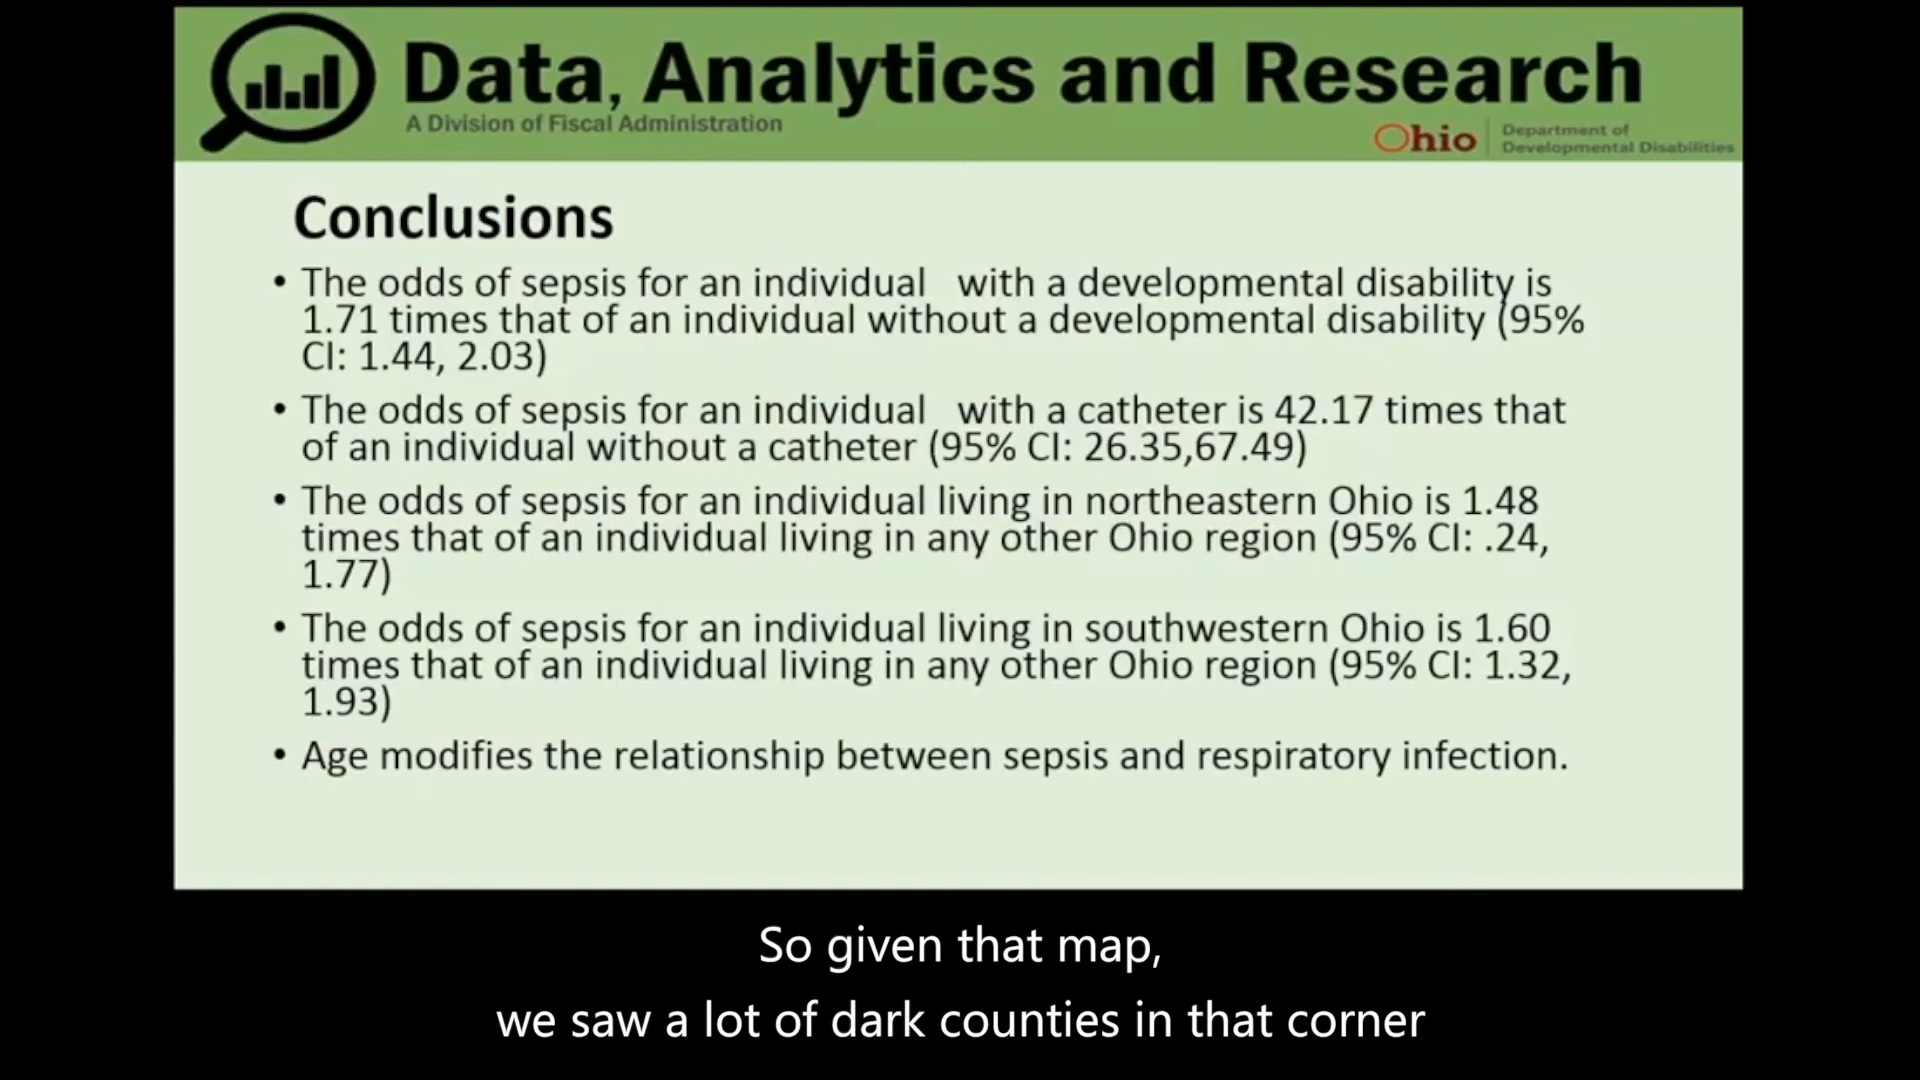 Data, Analytics and Research
A Division of Fiscal Administration
Ohio
Department of
Developmental Disabilities
Conclusions
• The odds of sepsis for an individual   with a developmental disability is
1.71 times that of an individual without a developmental disability (95%
CI: 1.44, 2.03)
• The odds of sepsis for an individual   with a catheter is 42.17 times that
of an individual without a catheter (95% CI: 26.35,67.49)
• The odds of sepsis for an individual living in northeastern Ohio is 1.48
times that of an individual living in any other Ohio region (95% CI: .24,
1.77)
• The odds of sepsis for an individual living in southwestern Ohio is 1.60
times that of an individual living in any other Ohio region (95% CI: 1.32,
1.93)
• Age modifies the relationship between sepsis and respiratory infection.
So given that map,
we saw a lot of dark counties in that corner